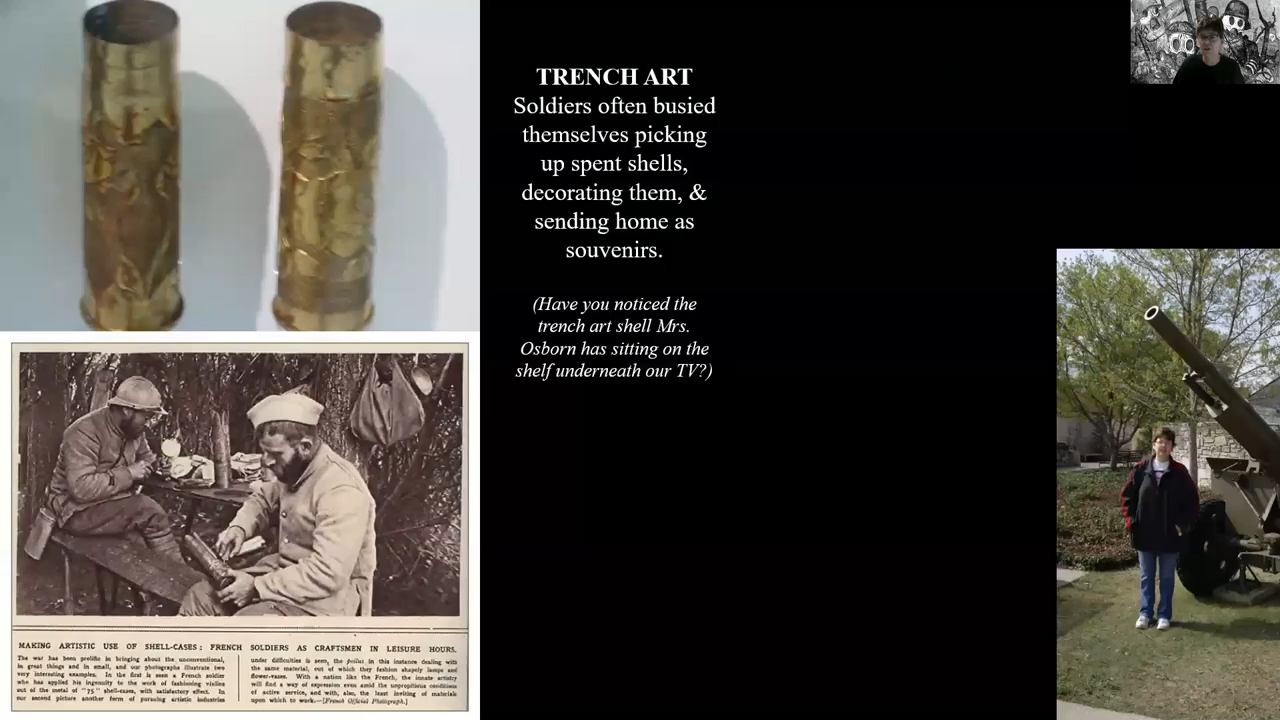 TRENCH ART
Soldiers often busied
themselves picking
up spent shells,
decorating them, &
sending home as
souvenirs.
(Have you noticed the
trench art shell Mrs.
Osborn has sitting on the
shelf underneath our TV?)
MAKING ARTISTIC USE OF SHELL-CASES: FRENCH SOLDIERS AS CRAFTSMEN IN LEISURE HOURS.
The war has been prolific in bringing about the unconventional,
in great things and in small, and our photographs illustrate two
very interesting examples. In the first is seen a French soldier
who has applied his ingenuity to the work of fashioning violins
out of the metal of "75" shell-cases, with satisfactory effect. In
our second picture another form of pursuing artistic industries
under difficulties is seen, the poilus in this instance dealing with
the same material, out of which they fashion shapely lamps and
flower-vases. With a nation like the French, the innate artistry
will find a way of expression even amid the unpropitious conditions
of active service, and with, also, the least inviting of materials
upon which to work.—[French Official Photograph.]